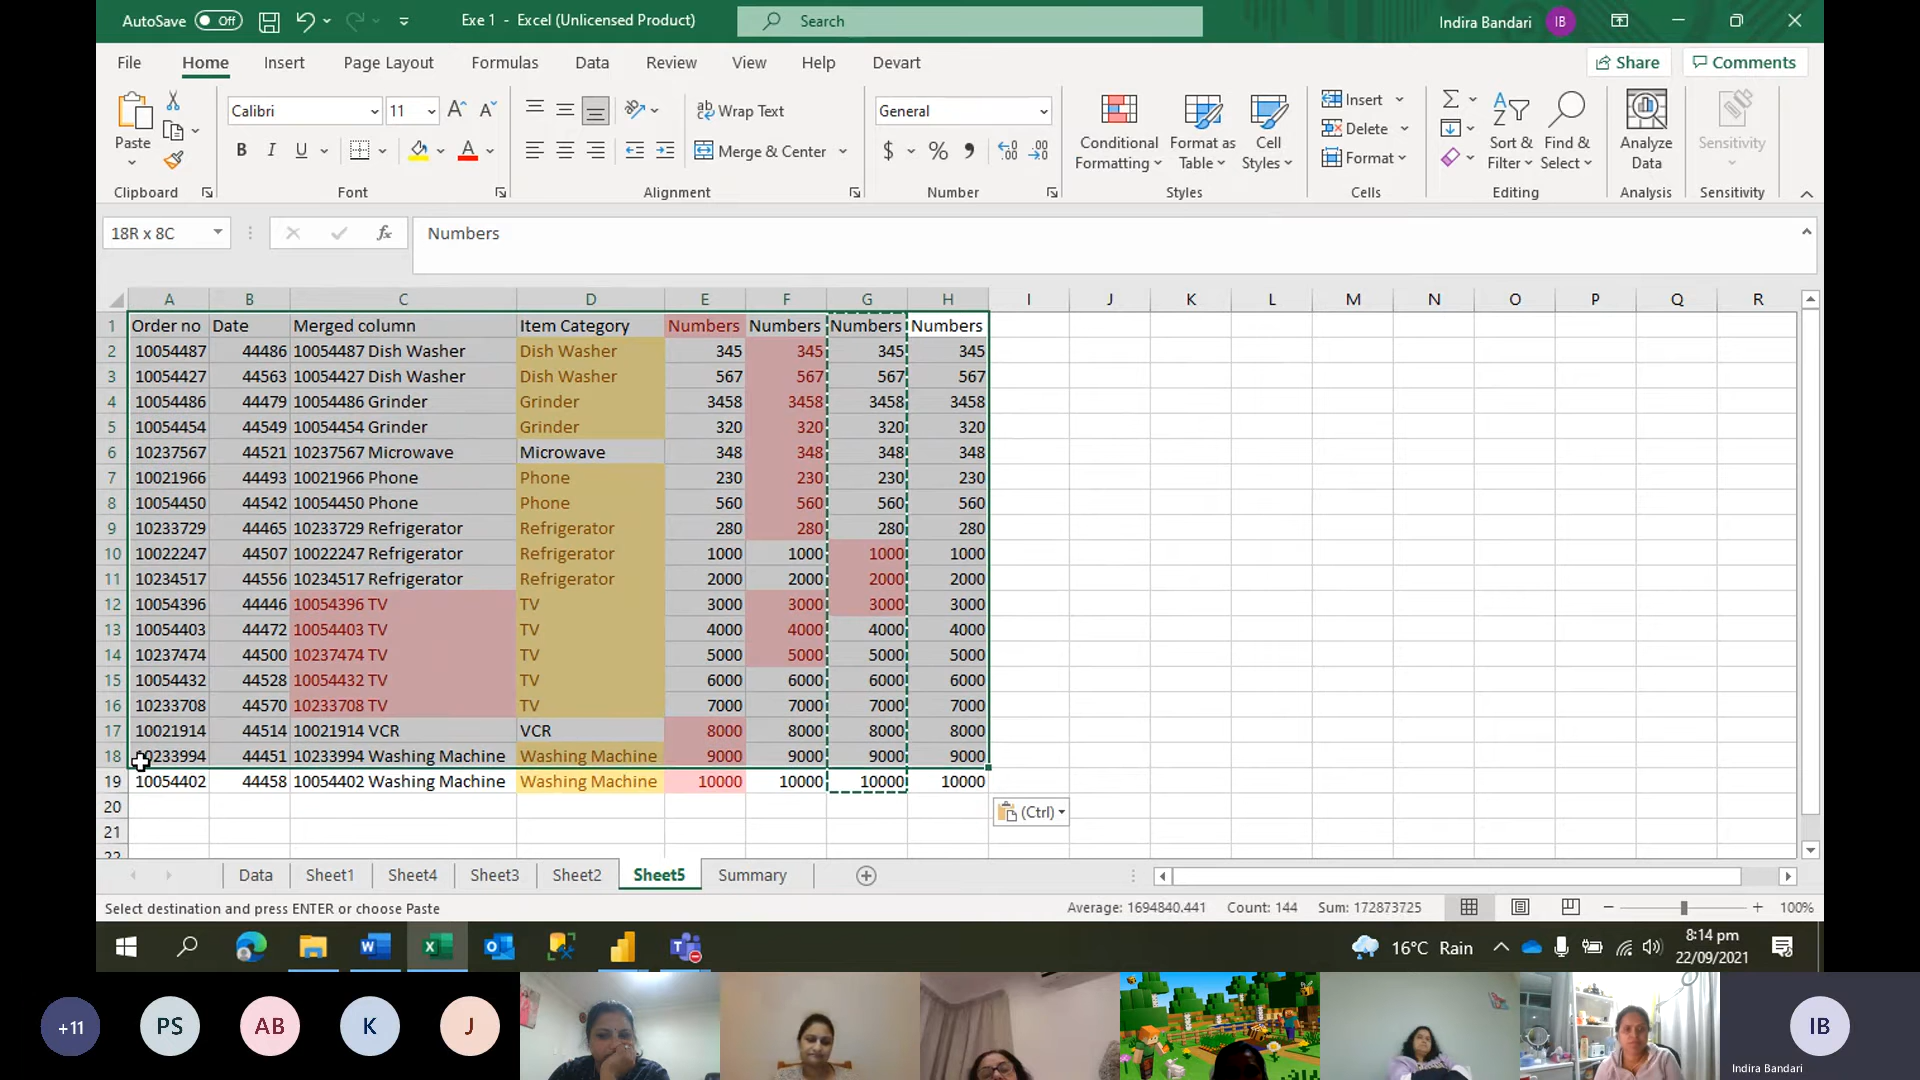 AutoSave Off Exe 1 - Excel (Unlicensed Product) Search Indira Bandari IB
File Home Insert Page Layout Formulas Data Review View Help Devart Share Comments
Calibri 11 Wrap Text General Insert
Paste Delete Conditional Formatting Format as Table Cell Styles Sort & Filter Find & Select Analyze Data Sensitivity
B I U Merge & Center $ % Format
Clipboard Font Alignment Number Styles Cells Editing Analysis Sensitivity
18R x 8C fx Numbers
A B C D E F G H I J K L M N O P Q R
1 Order no Date Merged column Item Category Numbers Numbers Numbers Numbers
2 10054487 44486 10054487 Dish Washer Dish Washer 345 345 345 345
3 10054427 44563 10054427 Dish Washer Dish Washer 567 567 567 567
4 10054486 44479 10054486 Grinder Grinder 3458 3458 3458 3458
5 10054454 44549 10054454 Grinder Grinder 320 320 320 320
6 10237567 44521 10237567 Microwave Microwave 348 348 348 348
7 10021966 44493 10021966 Phone Phone 230 230 230 230
8 10054450 44542 10054450 Phone Phone 560 560 560 560
9 10233729 44465 10233729 Refrigerator Refrigerator 280 280 280 280
10 10022247 44507 10022247 Refrigerator Refrigerator 1000 1000 1000 1000
11 10234517 44556 10234517 Refrigerator Refrigerator 2000 2000 2000 2000
12 10054396 44446 10054396 TV TV 3000 3000 3000 3000
13 10054403 44472 10054403 TV TV 4000 4000 4000 4000
14 10237474 44500 10237474 TV TV 5000 5000 5000 5000
15 10054432 44528 10054432 TV TV 6000 6000 6000 6000
16 10233708 44570 10233708 TV TV 7000 7000 7000 7000
17 10021914 44514 10021914 VCR VCR 8000 8000 8000 8000
18 10233994 44451 10233994 Washing Machine Washing Machine 9000 9000 9000 9000
19 10054402 44458 10054402 Washing Machine Washing Machine 10000 10000 10000 10000
20 (Ctrl)
21
22
Data Sheet1 Sheet4 Sheet3 Sheet2 Sheet5 Summary
Select destination and press ENTER or choose Paste Average: 1694840.441 Count: 144 Sum: 172873725 100%
16°C Rain 8:14 pm
22/09/2021
+11 PS AB K J IB
Indira Bandari